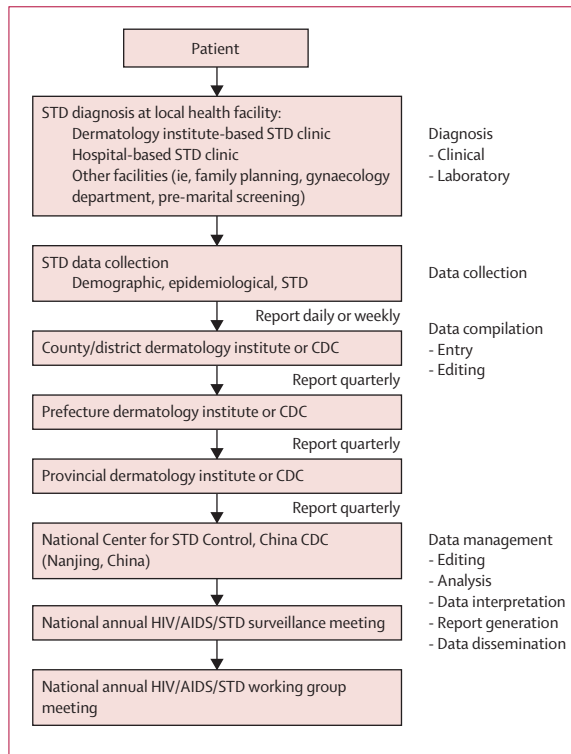 Patient
STD diagnosis at local health facility:
Dermatology institute-based STD clinic
Hospital-based STD clinic
Other facilities (ie, family planning, gynaecology
department, pre-marital screening)
Diagnosis
- Clinical
- Laboratory
STD data collection
Demographic, epidemiological, STD
Data collection
Report daily or weekly
County/district dermatology institute or CDC
Data compilation
- Entry
- Editing
Report quarterly
Prefecture dermatology institute or CDC
Report quarterly
Provincial dermatology institute or CDC
Report quarterly
National Center for STD Control, China CDC
(Nanjing, China)
Data management
- Editing
- Analysis
- Data interpretation
- Report generation
- Data dissemination
National annual HIV/AIDS/STD surveillance meeting
National annual HIV/AIDS/STD working group
meeting